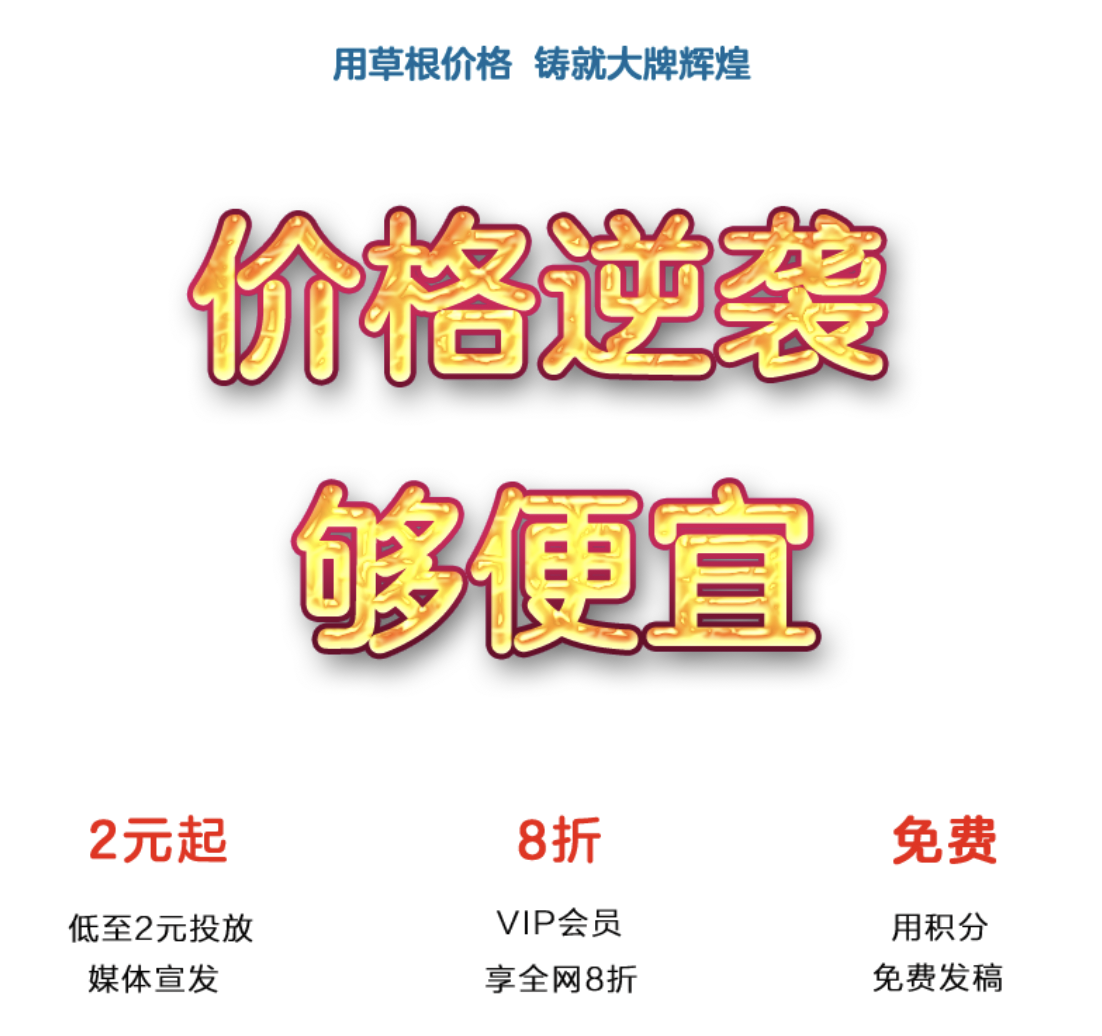 用草根价格 铸就大牌辉煌
价格逆袭
够便宜
2元起
低至2元投放
媒体宣发
8折
VIP会员
享全网8折
免费
用积分
免费发稿